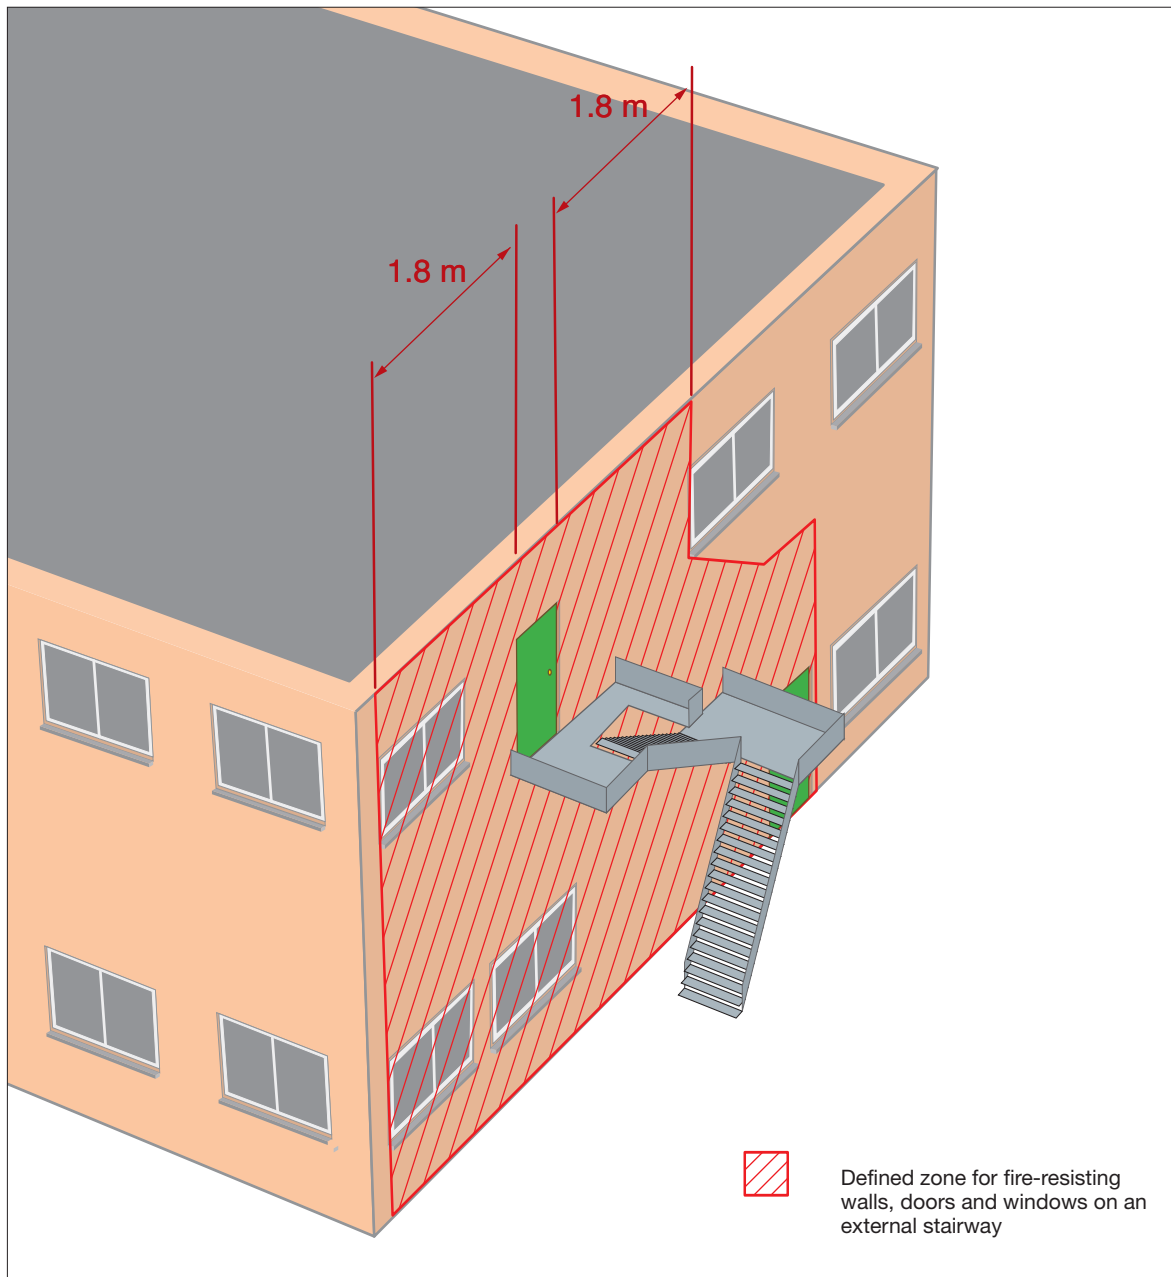 1.8 m
1.8 m
Defined zone for fire-resisting
walls, doors and windows on an
external stairway